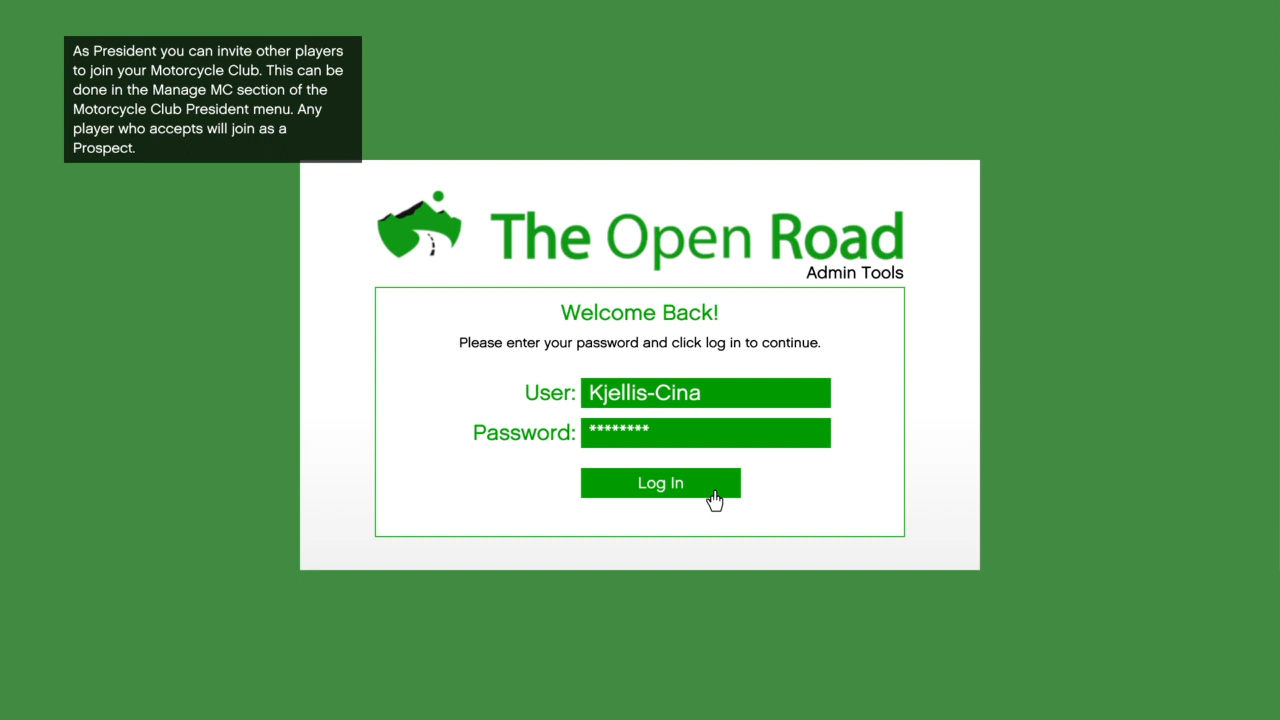 As President you can invite other players
to join your Motorcycle Club. This can be
done in the Manage MC section of the
Motorcycle Club President menu. Any
player who accepts will join as a
Prospect.
The Open Road
Admin Tools
Welcome Back!
Please enter your password and click log in to continue.
User: Kjellis-Cina
Password: ********
Log In